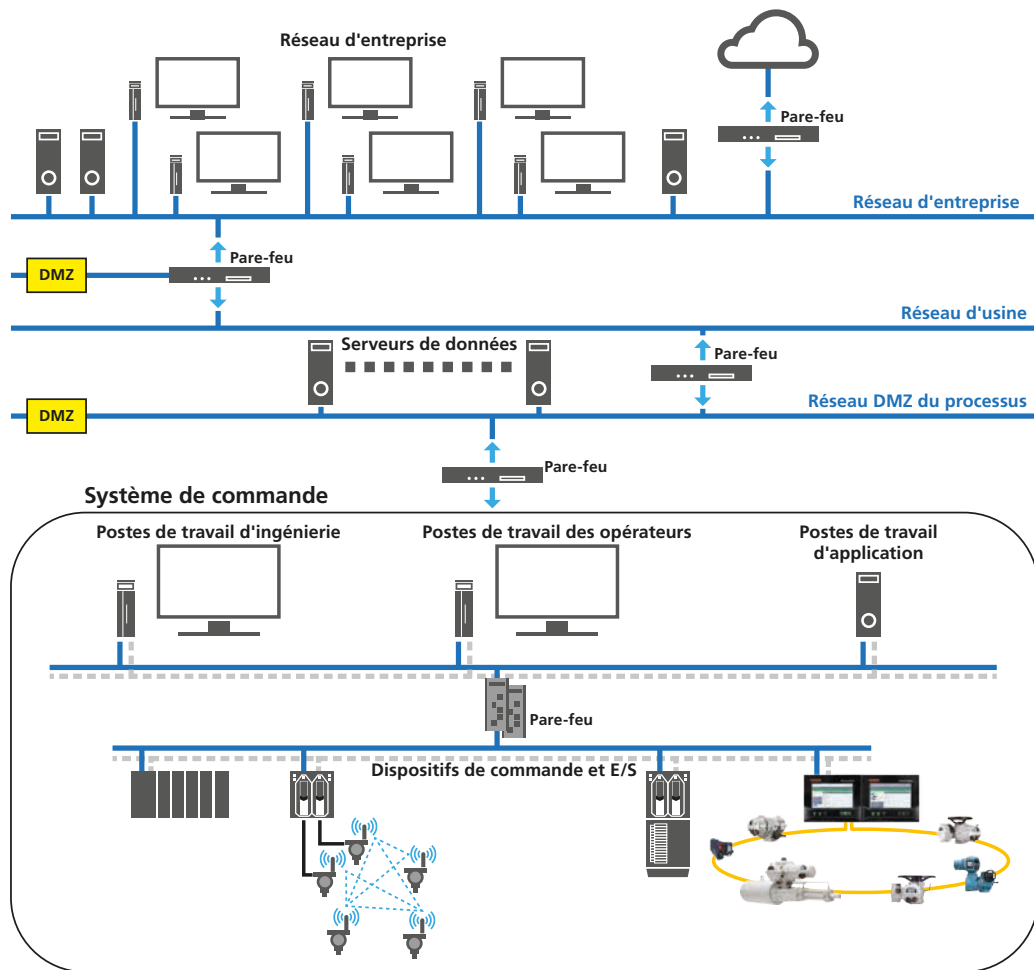 Réseau d'entreprise
Pare-feu
Réseau d'entreprise
Pare-feu
DMZ
Réseau d'usine
Serveurs de données
Pare-feu
DMZ
Réseau DMZ du processus
Pare-feu
Système de commande
Postes de travail d'ingénierie
Postes de travail des opérateurs
Postes de travail
d'application
Pare-feu
Dispositifs de commande et E/S